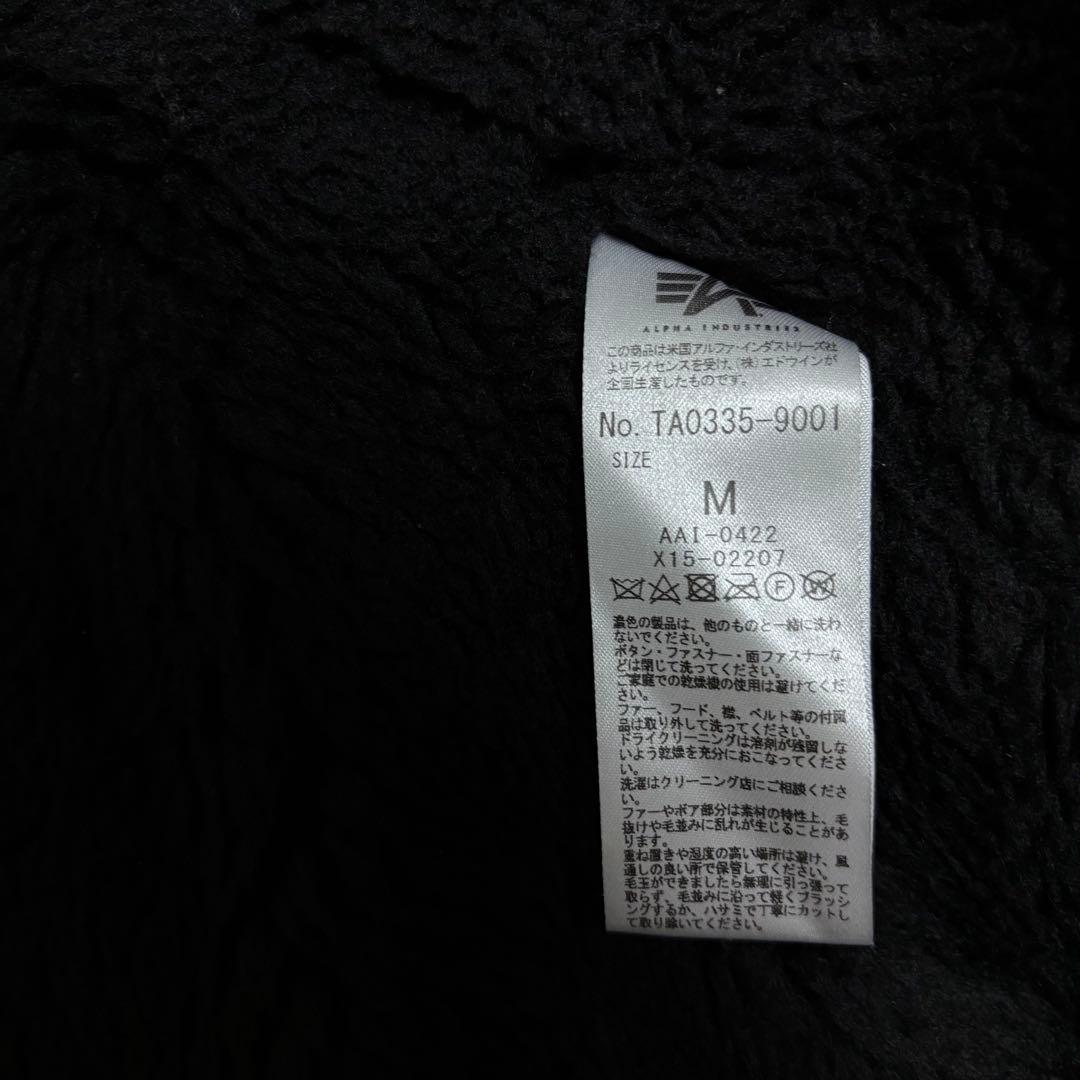 ALPHA INDUSTRIES
この商品は米国アルファ・インダストリーズ社
よりライセンスを受け、(株)エドウインが
企画生産したものです。
No. TA0335-9001
SIZE
M
AAI-0422
X15-02207
F
W
濃色の製品は、他のものと一緒に洗わ
ないでください。
ボタン・ファスナー・面ファスナーな
どは閉じて洗ってください。
ご家庭での乾燥機の使用は避けてくだ
さい。
ファー、フード、襟、ベルト等の付属
品は取り外して洗ってください。
ドライクリーニングは溶剤が残留しな
いよう乾燥を充分におこなってくださ
い。
洗濯はクリーニング店にご相談くださ
い。
ファーやボア部分は素材の特性上、毛
抜けや毛並みに乱れが生じることがあ
ります。
重ね置きや湿度の高い場所は避け、風
通しの良い所で保管してください。
毛玉ができましたら無理に引っ張って
取らず、毛並みに沿って軽くブラッシ
ングするか、ハサミで丁寧にカットし
て取り除いてください。